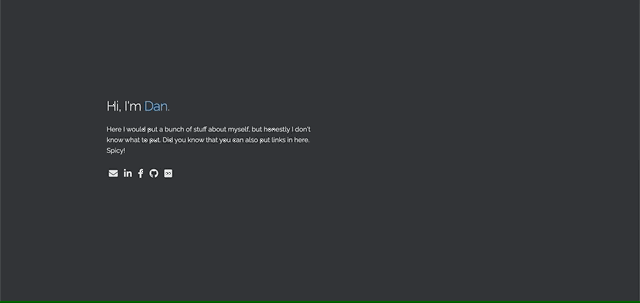 Hi, I'm Dan.
Here I would put a bunch of stuff about myself, but honestly I don't
know what to put. Did you know that you can also put links in here.
Spicy!